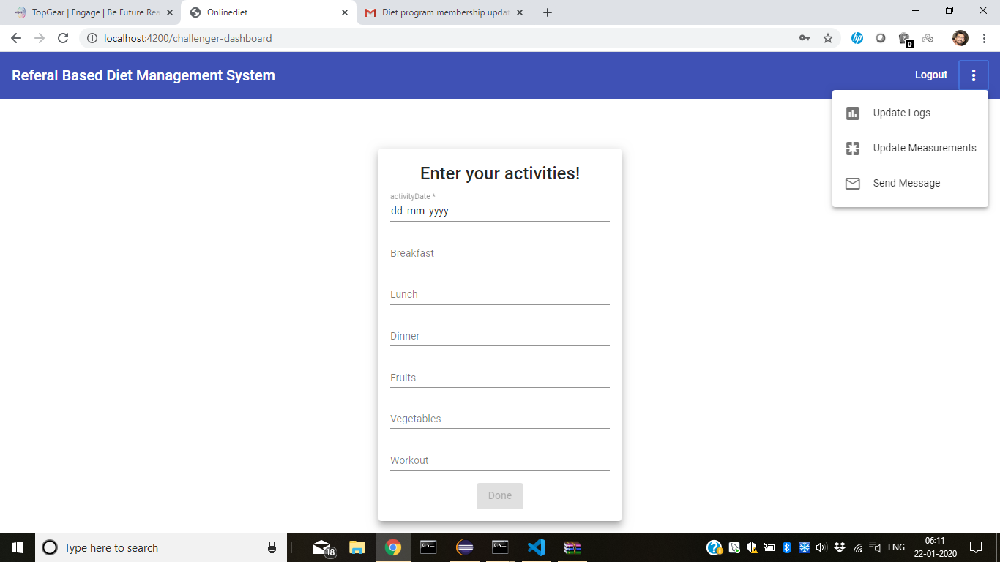 TopGear | Engage | Be Future Rea
Onlinediet
Diet program membership updat
localhost:4200/challenger-dashboard
0
Referal Based Diet Management System
Logout
Update Logs
Update Measurements
Send Message
Enter your activities!
activityDate *
dd-mm-yyyy
Breakfast
Lunch
Dinner
Fruits
Vegetables
Workout
Done
Type here to search
18
ENG
06:11
22-01-2020